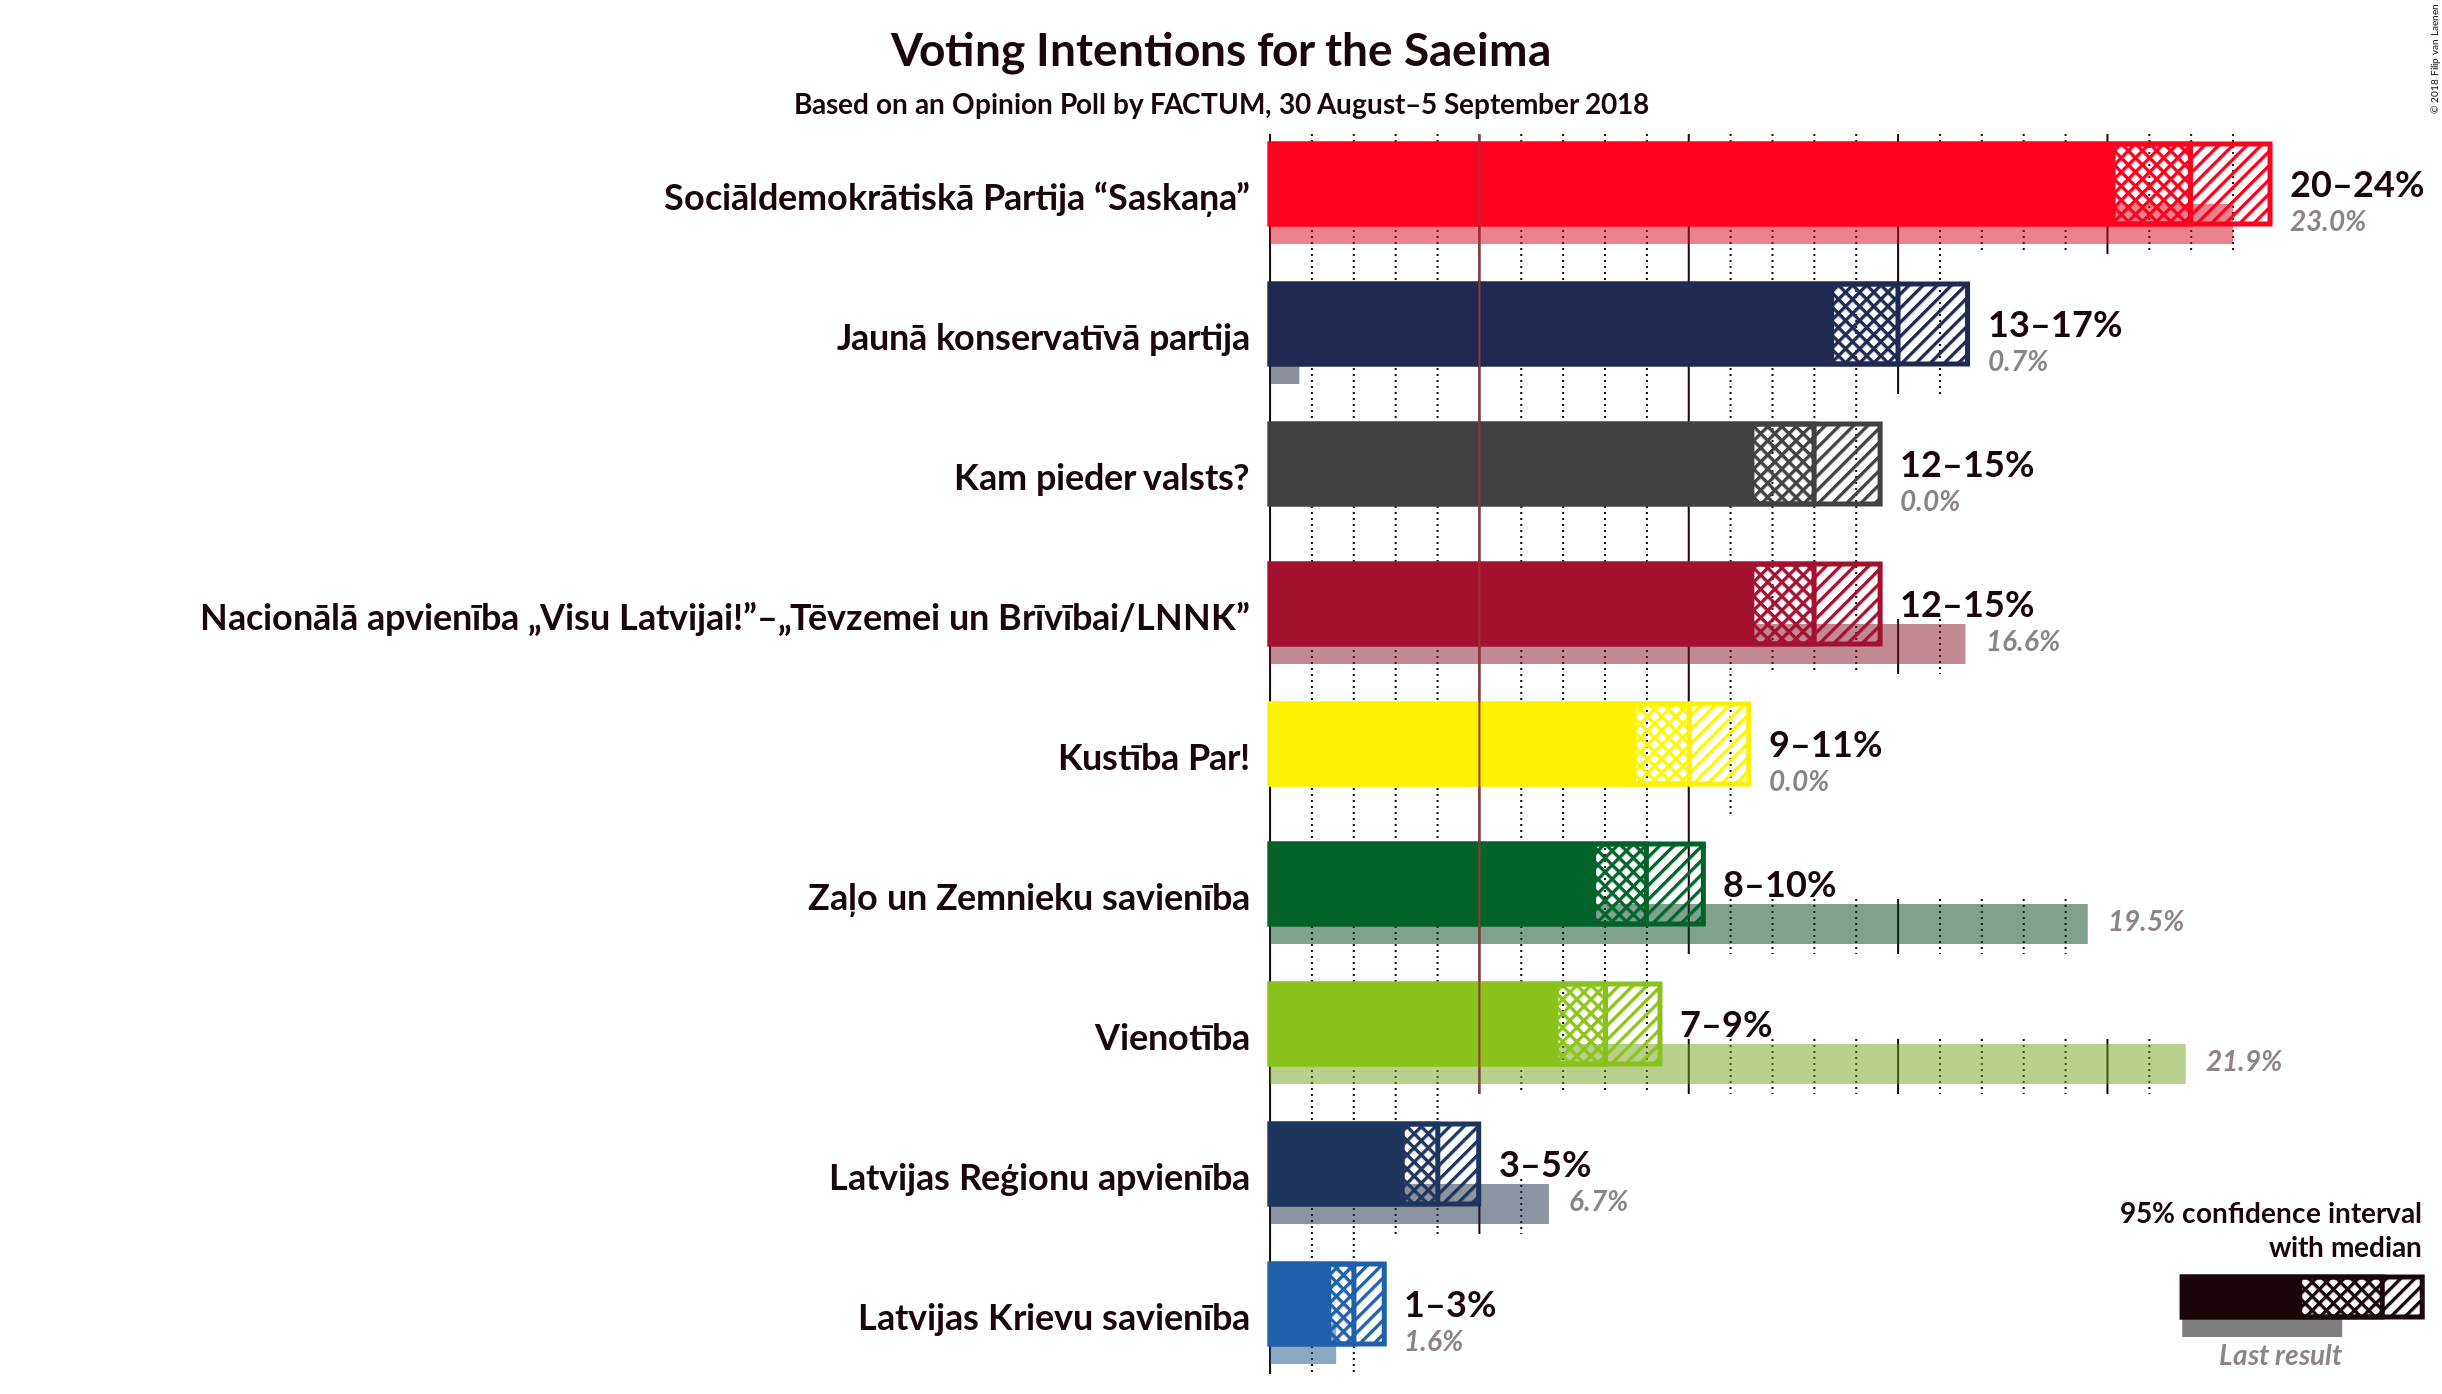 Voting Intentions for the Saeima
Based on an Opinion Poll by FACTUM, 30 August–5 September 2018
© 2018 Filip van Laenen
Sociāldemokrātiskā Partija “Saskaņa”
20–24%
23.0%
Jaunā konservatīvā partija
13–17%
0.7%
Kam pieder valsts?
12–15%
0.0%
Nacionālā apvienība „Visu Latvijai!”–„Tēvzemei un Brīvībai/LNNK”
12–15%
16.6%
Kustība Par!
9–11%
0.0%
Zaļo un Zemnieku savienība
8–10%
19.5%
Vienotība
7–9%
21.9%
Latvijas Reģionu apvienība
3–5%
6.7%
Latvijas Krievu savienība
1–3%
1.6%
95% confidence interval
with median
Last result